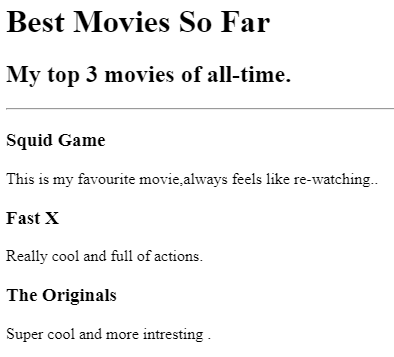 Best Movies So Far
My top 3 movies of all-time.
Squid Game
This is my favourite movie,always feels like re-watching..
Fast X
Really cool and full of actions.
The Originals
Super cool and more intresting .